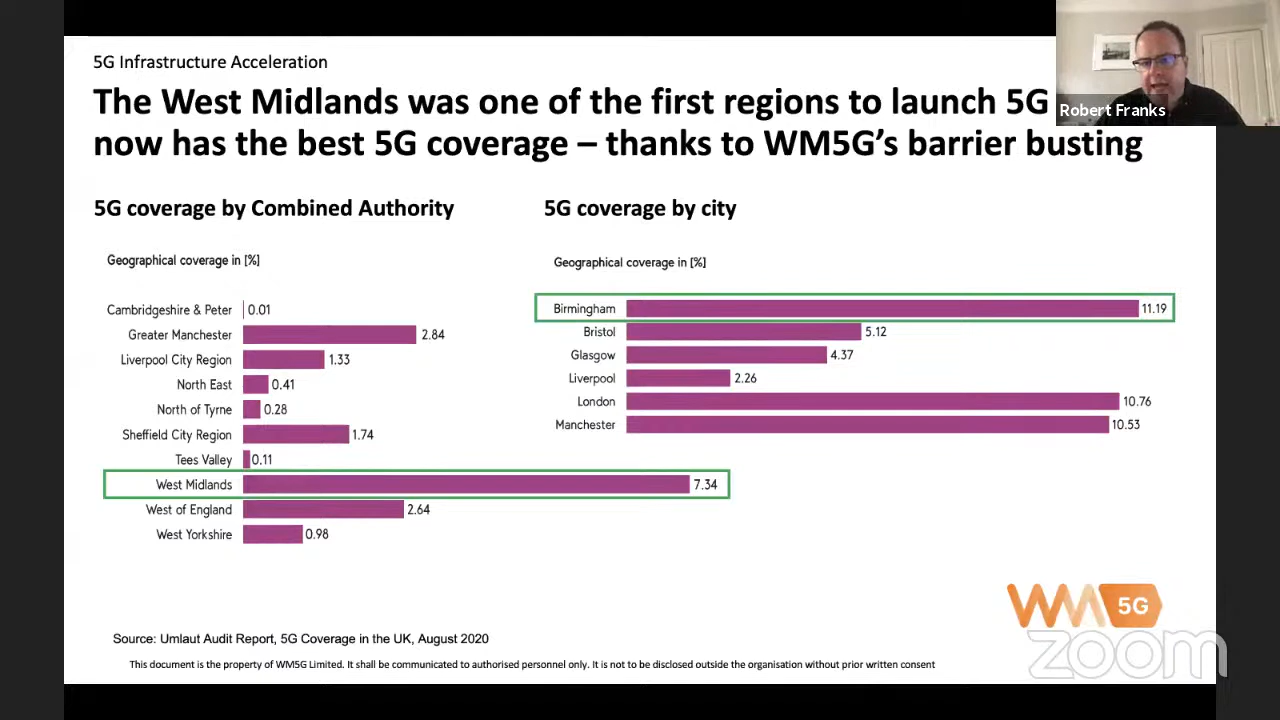 5G Infrastructure Acceleration
The West Midlands was one of the first regions to launch 5G
now has the best 5G coverage – thanks to WM5G's barrier busting
Robert Franks
5G coverage by Combined Authority
Geographical coverage in [%]
Cambridgeshire & Peter 0.01
Greater Manchester 2.84
Liverpool City Region 1.33
North East 0.41
North of Tyne 0.28
Sheffield City Region 1.74
Tees Valley 0.11
West Midlands 7.34
West of England 2.64
West Yorkshire 0.98
5G coverage by city
Geographical coverage in [%]
Birmingham 11.19
Bristol 5.12
Glasgow 4.37
Liverpool 2.26
London 10.76
Manchester 10.53
WM 5G
zoom
Source: Umlaut Audit Report, 5G Coverage in the UK, August 2020
This document is the property of WM5G Limited. It shall be communicated to authorised personnel only. It is not to be disclosed outside the organisation without prior written consent